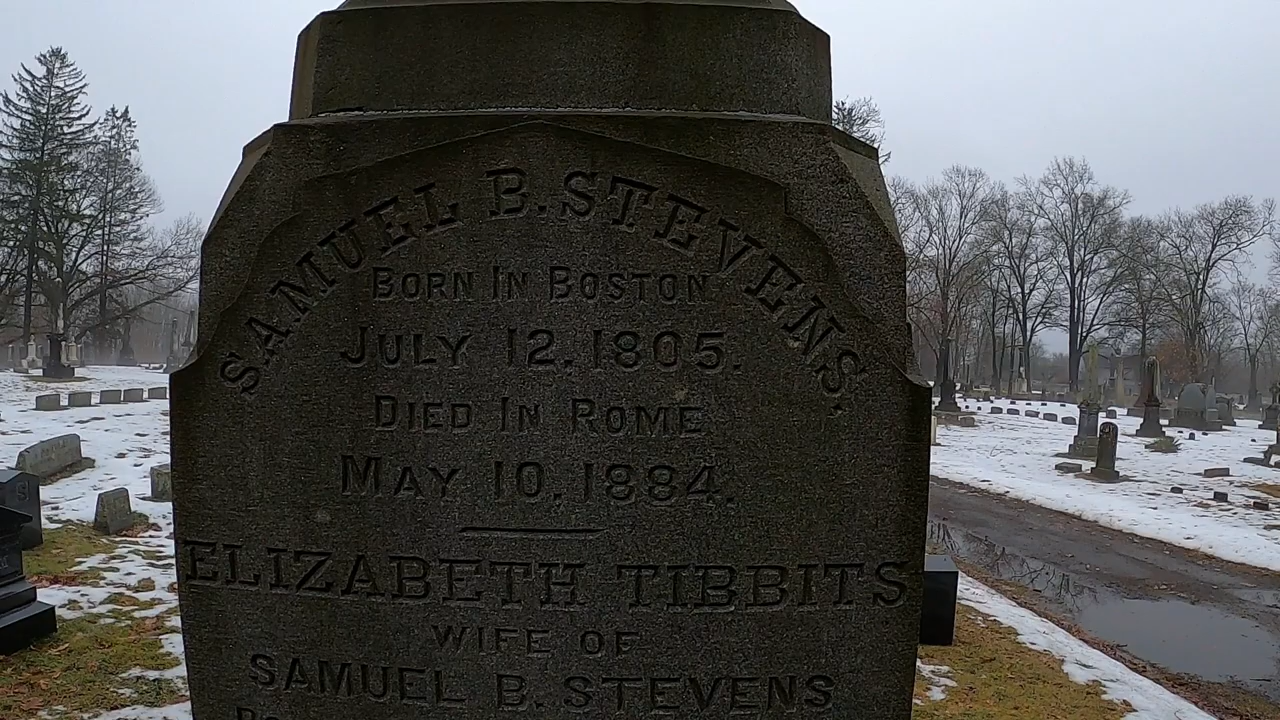 SAMUEL B. STEVENS.
BORN IN BOSTON
JULY 12. 1805.
DIED IN ROME
MAY 10. 1884.
ELIZABETH TIBBITS
WIFE OF
SAMUEL B. STEVENS